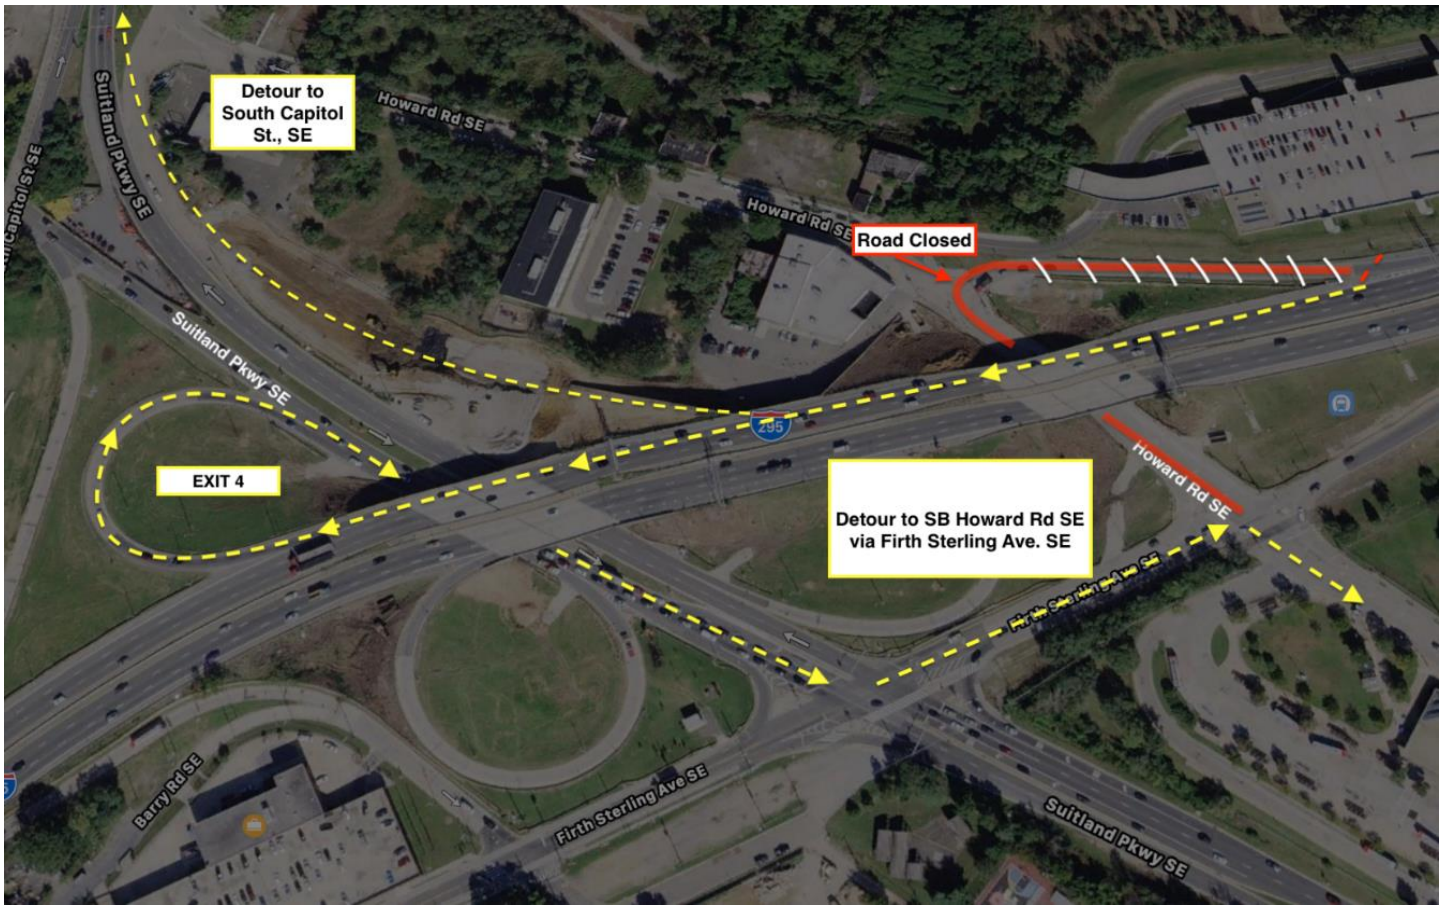 Detour to
South Capitol
St., SE
Howard Rd SE
Suitland Pkwy SE
Capitol St SE
Howard Rd SE
Road Closed
Suitland Pkwy SE
295
EXIT 4
Howard Rd SE
Detour to SB Howard Rd SE
via Firth Sterling Ave. SE
Firth Sterling Ave SE
Barry Rd SE
Firth Sterling Ave SE
Suitland Pkwy SE